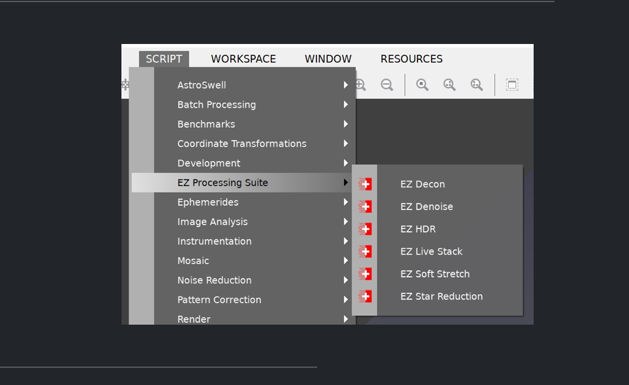 SCRIPT WORKSPACE WINDOW RESOURCES
AstroSwell
Batch Processing
Benchmarks
Coordinate Transformations
Development
EZ Processing Suite
Ephemerides
Image Analysis
Instrumentation
Mosaic
Noise Reduction
Pattern Correction
Render
EZ Decon
EZ Denoise
EZ HDR
EZ Live Stack
EZ Soft Stretch
EZ Star Reduction